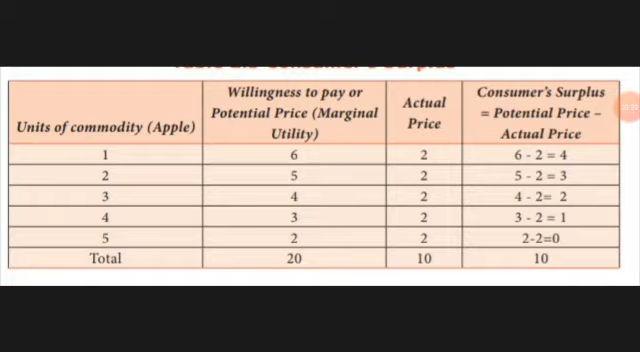 Units of commodity (Apple) Willingness to pay or Potential Price (Marginal Utility) Actual Price Consumer's Surplus = Potential Price – Actual Price
1 6 2 6 - 2 = 4
2 5 2 5 - 2 = 3
3 4 2 4 - 2= 2
4 3 2 3 - 2 = 1
5 2 2 2-2=0
Total 20 10 10